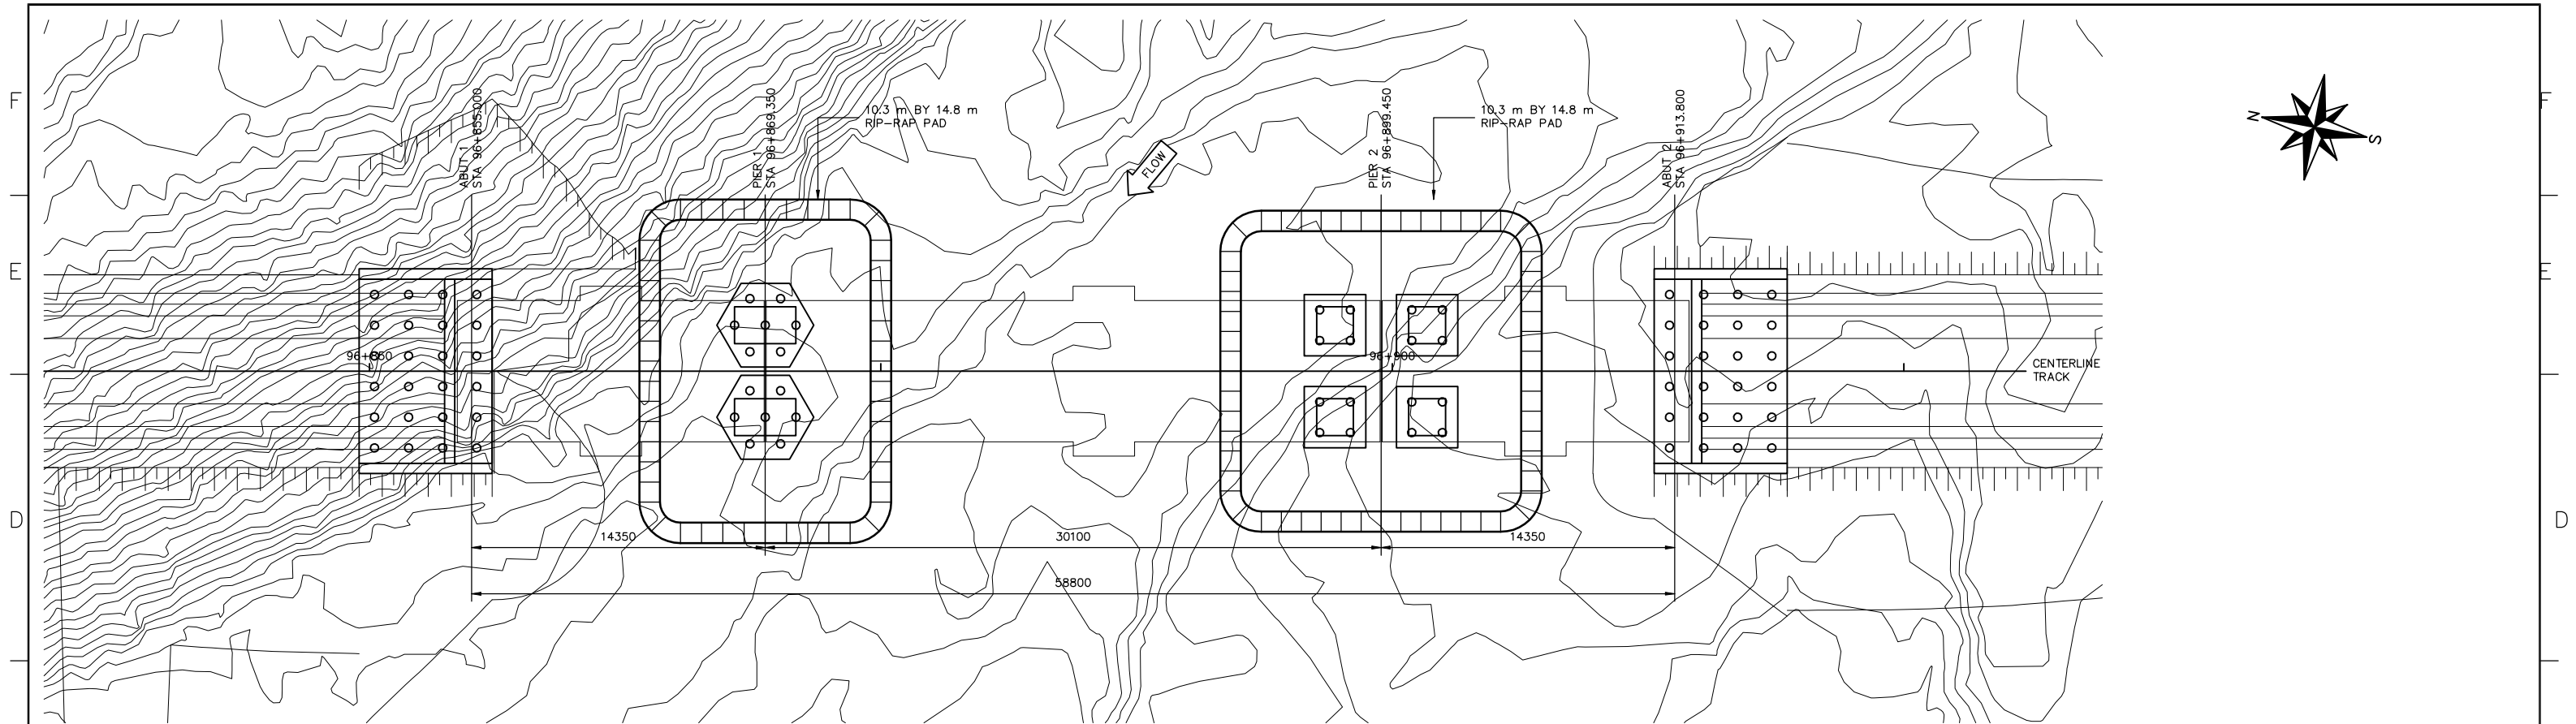 F
F
ABUT 1
STA 96+855.000
PIER 1
STA 96+869.350
10.3 m BY 14.8 m
RIP-RAP PAD
FLOW
PIER 2
STA 96+899.450
10.3 m BY 14.8 m
RIP-RAP PAD
ABUT 2
STA 96+913.800
N
S
E
E
96+850
96+900
CENTERLINE
TRACK
D
D
14350
30100
14350
58800